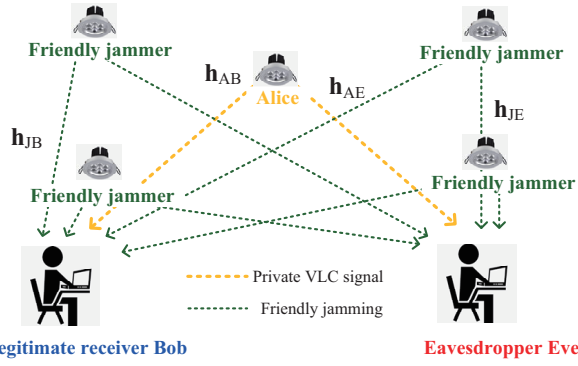 Friendly jammer
Friendly jammer
h_AB
Alice
h_AE
h_JB
h_JE
Friendly jammer
Friendly jammer
Private VLC signal
Friendly jamming
egitimate receiver Bob
Eavesdropper Eve